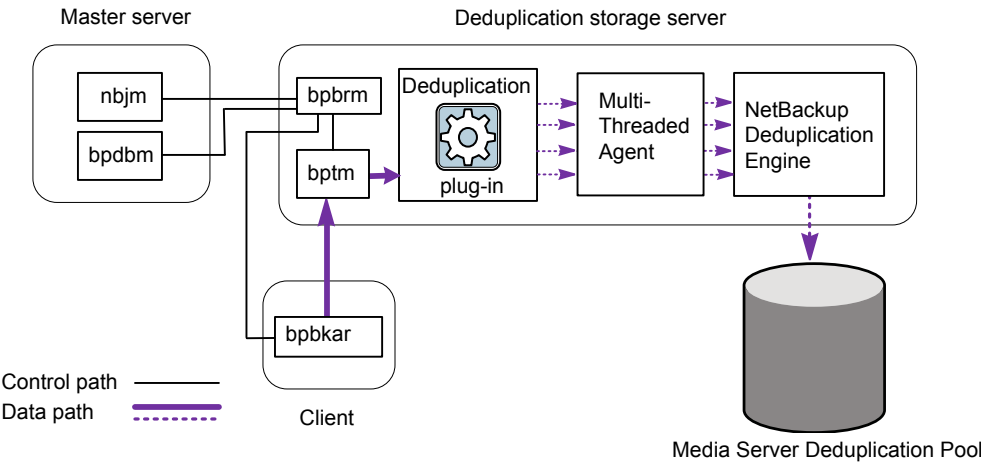 Master server
Deduplication storage server
nbjm
bpdbm
bpbrm
bptm
Deduplication
plug-in
Multi-
Threaded
Agent
NetBackup
Deduplication
Engine
bpbkar
Control path
Data path
Client
Media Server Deduplication Pool